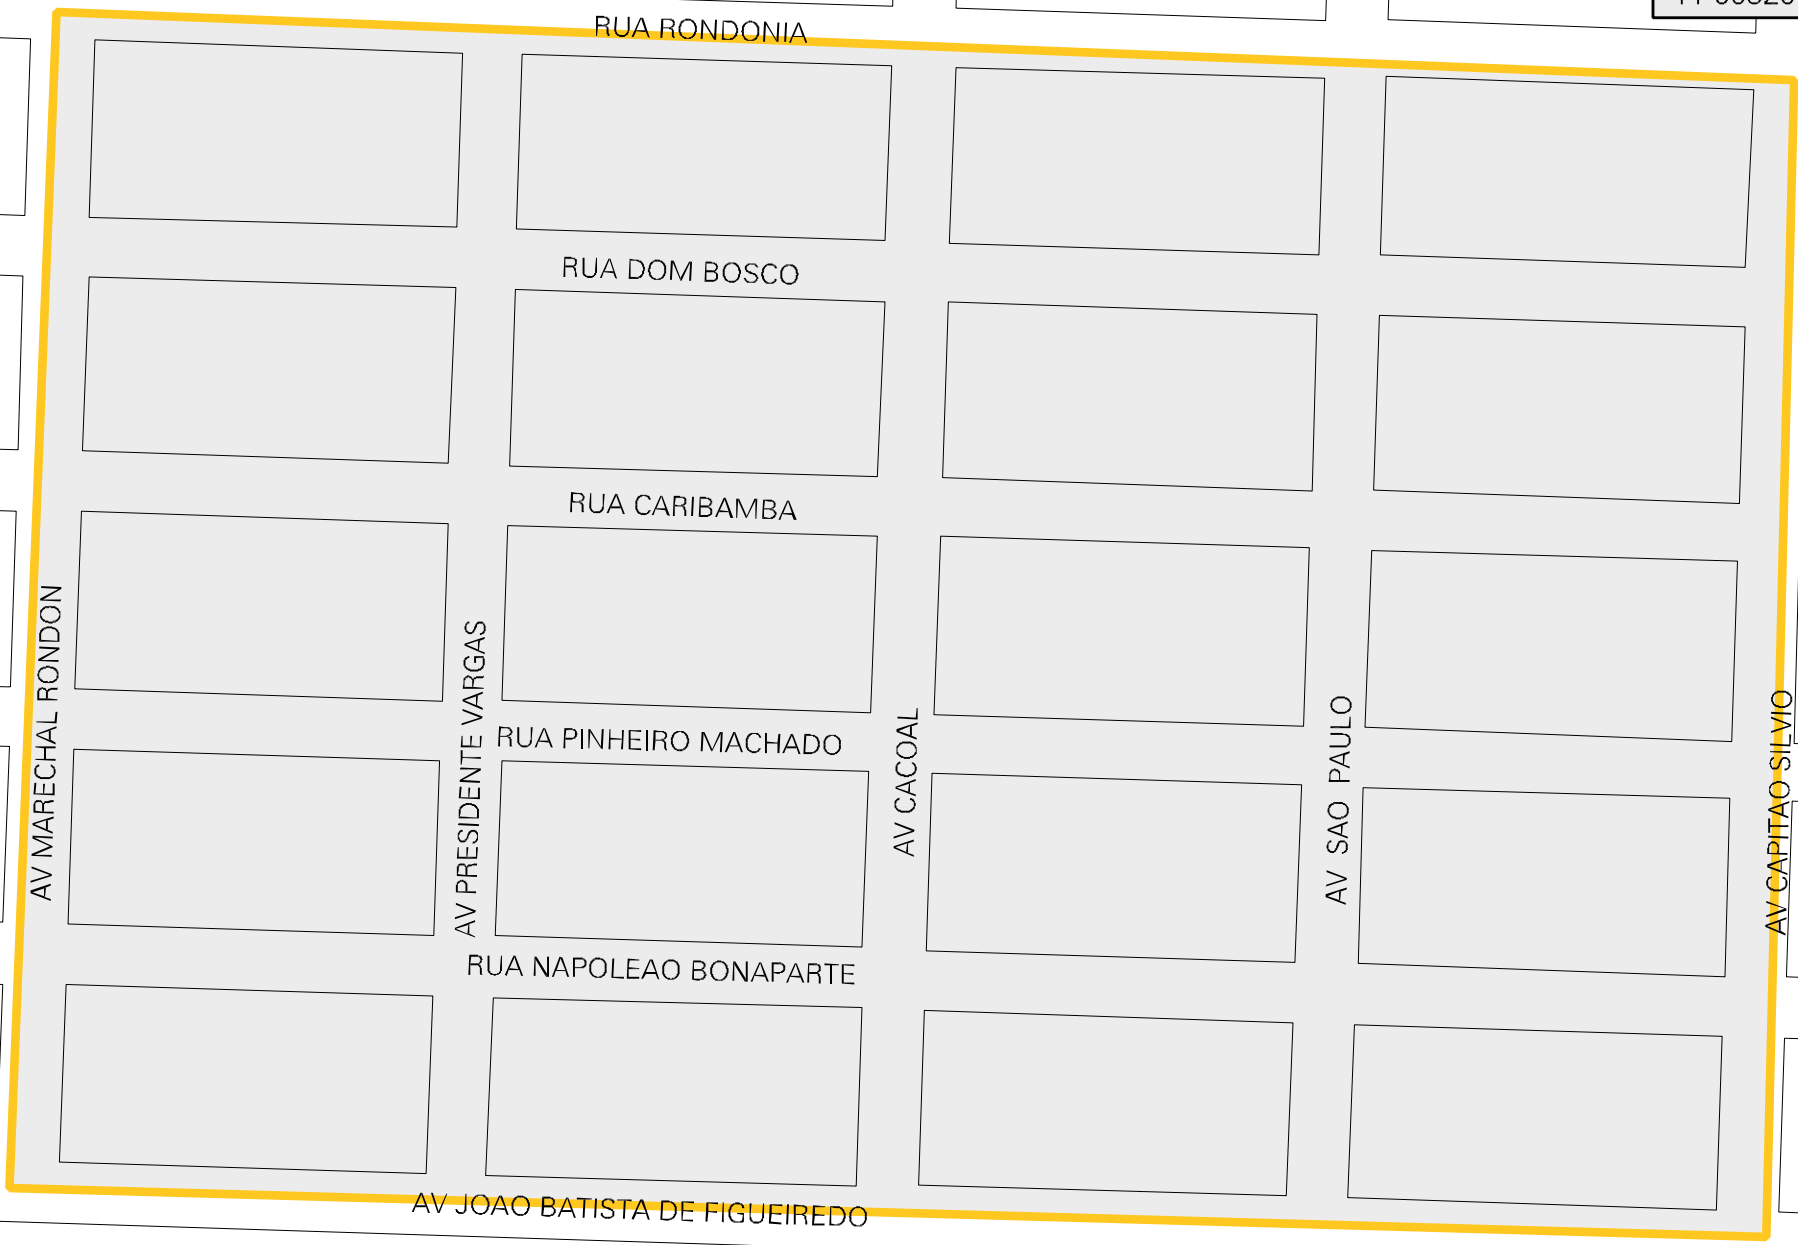 RUA RONDONIA
RUA DOM BOSCO
RUA CARIBAMBA
AV MARECHAL RONDON
AV PRESIDENTE VARGAS
RUA PINHEIRO MACHADO
AV CACOAL
AV SAO PAULO
AV CAPITAO SILVIO
RUA NAPOLEAO BONAPARTE
AV JOAO BATISTA DE FIGUEIREDO